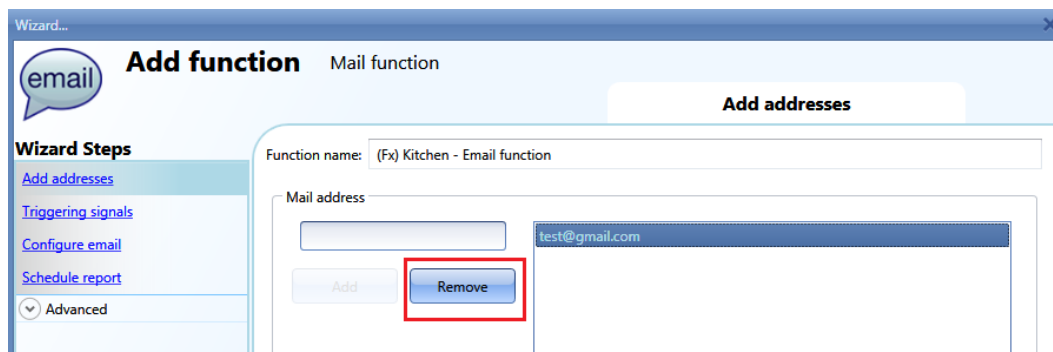 Wizard...
email
Add function Mail function
Add addresses
Wizard Steps
Add addresses
Triggering signals
Configure email
Schedule report
Advanced
Function name: (Fx) Kitchen - Email function
Mail address
test@gmail.com
Add Remove